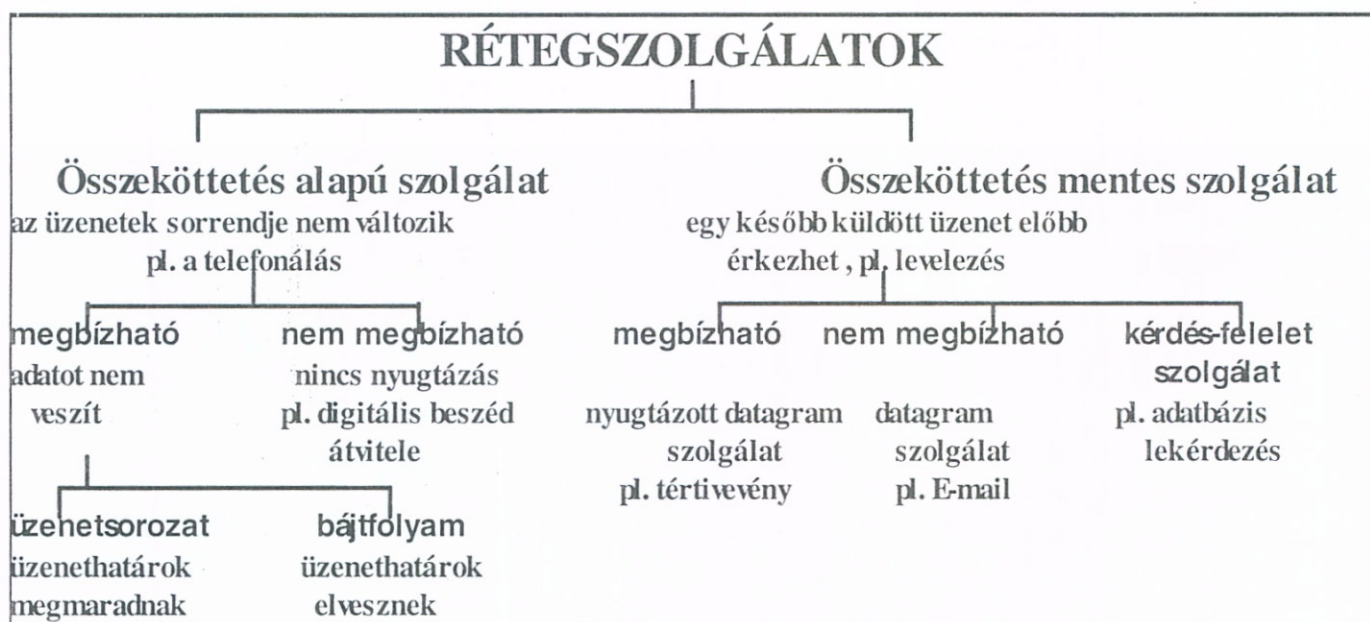 RÉTEGSZOLGÁLATOK
Összeköttetés alapú szolgálat
az üzenetek sorrendje nem változik
pl. a telefonálás
Összeköttetés mentes szolgálat
egy később küldött üzenet előbb
érkezhet , pl. levelezés
megbízható
adatot nem
veszít
nem megbízható
nincs nyugtázás
pl. digitális beszéd
átvitele
megbízható
nyugtázott datagram
szolgálat
pl. tértivevény
nem megbízható
datagram
szolgálat
pl. E-mail
kérdés-felelet
szolgálat
pl. adatbázis
lekérdezés
üzenetsorozat
üzenethatárok
megmaradnak
bájtfolyam
üzenethatárok
elvesznek